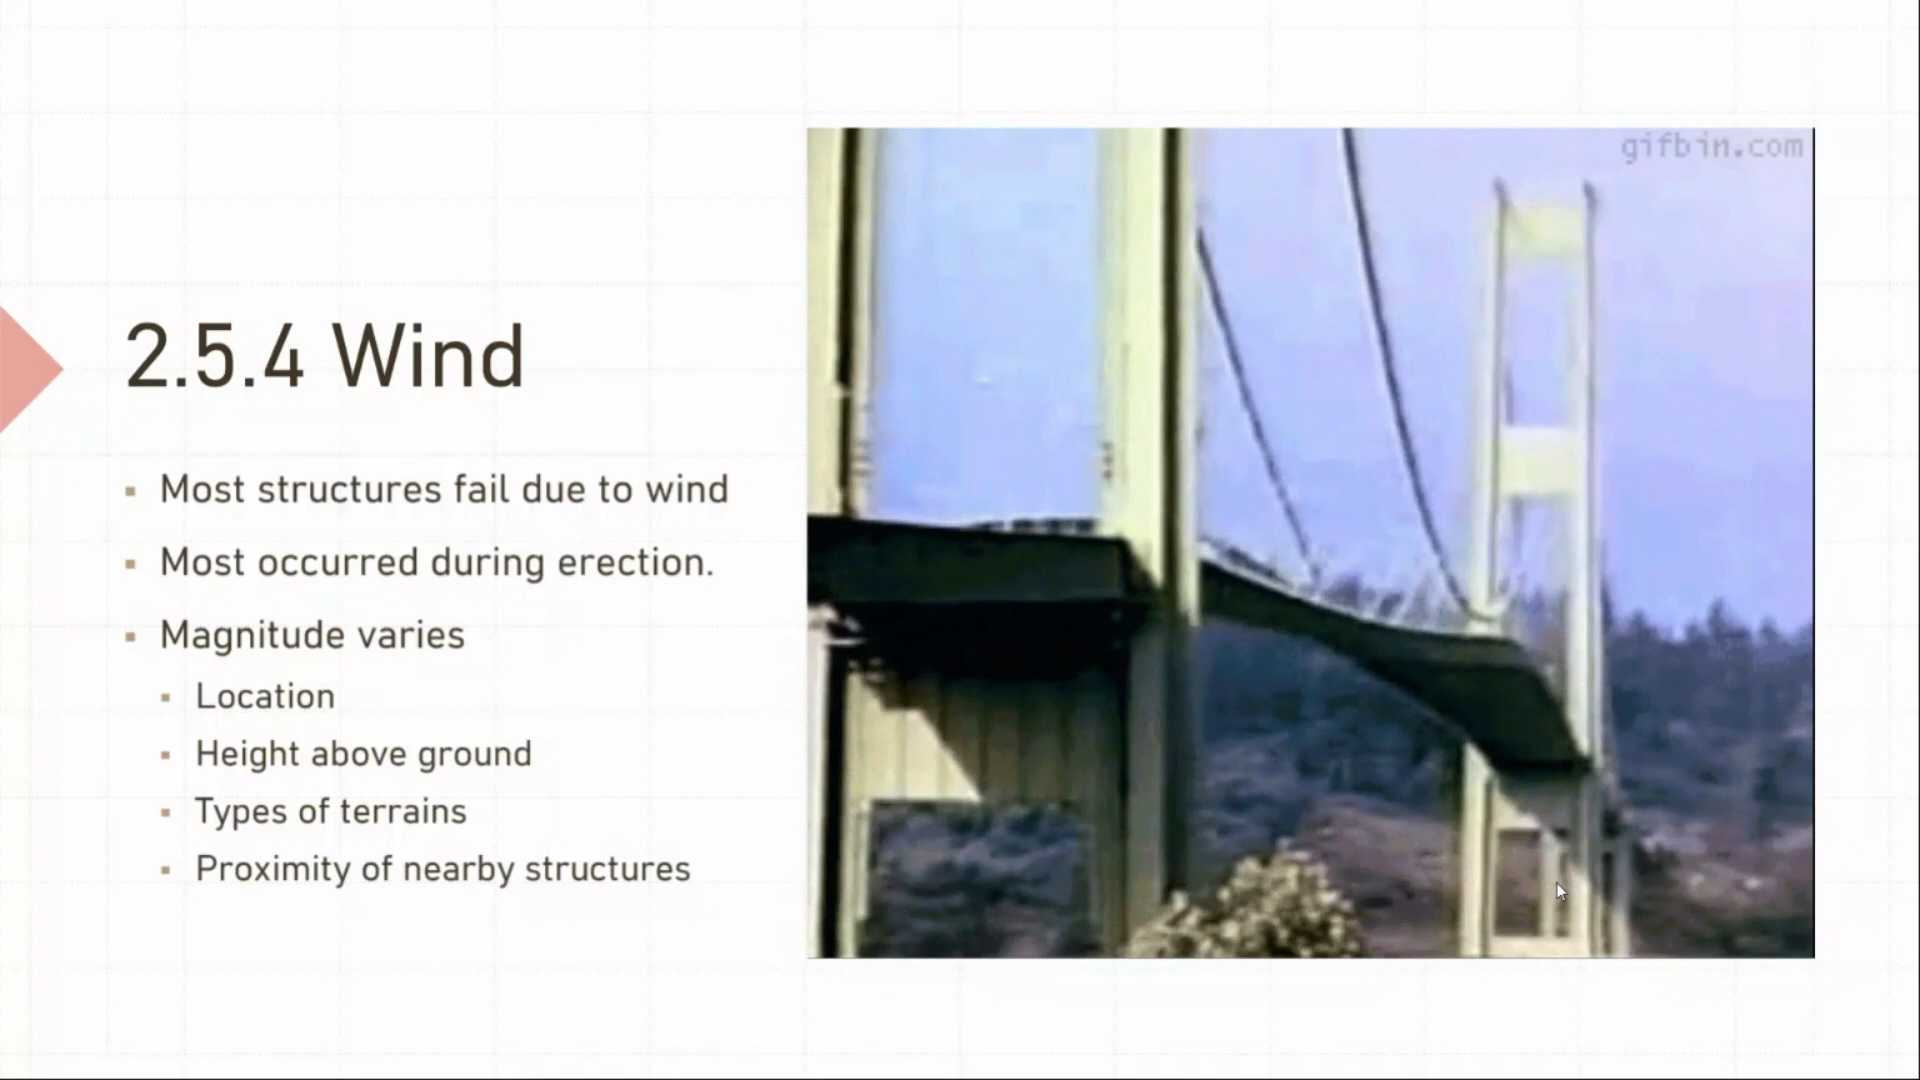 gifbin.com
2.5.4 Wind
Most structures fail due to wind
Most occurred during erection.
Magnitude varies
Location
Height above ground
Types of terrains
Proximity of nearby structures